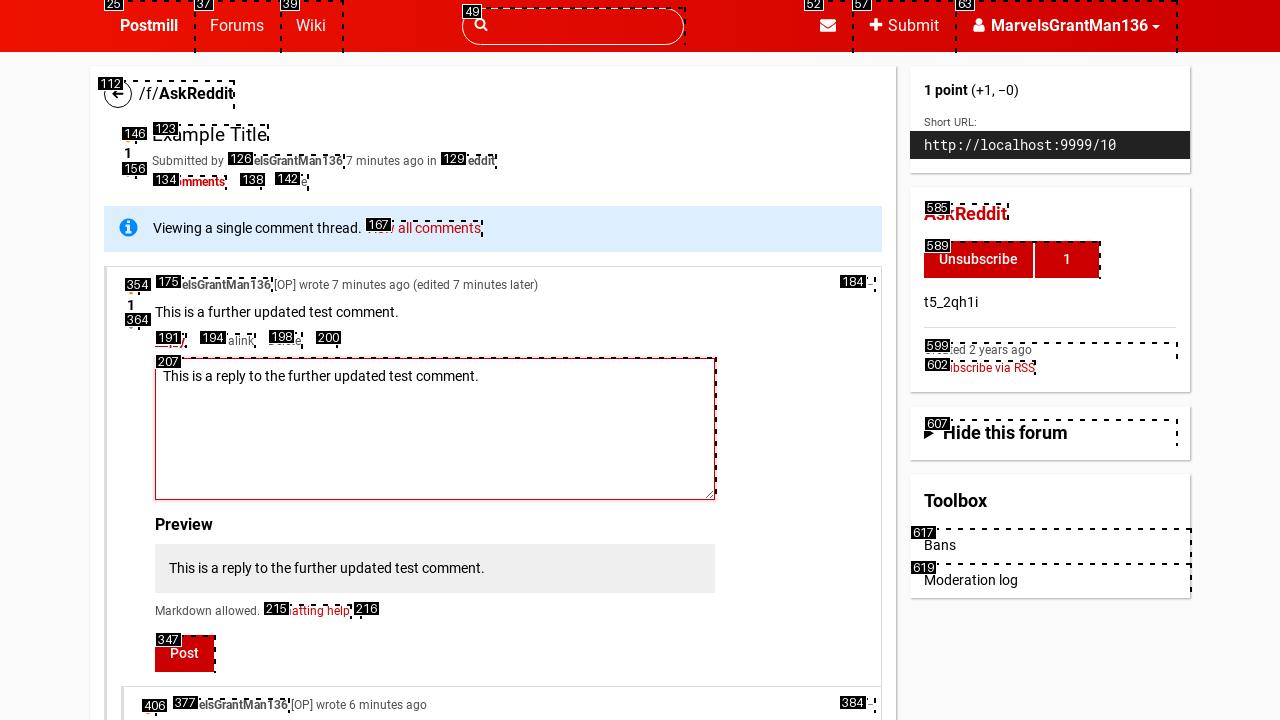 25 37 39 49 52 57 63
Postmill Forums Wiki Submit MarvelsGrantMan136
112 /f/AskReddit
123 Example Title
146
1
156
Submitted by 126 elsGrantMan136 7 minutes ago in 129 eddit
134 mments 138 142 e
Viewing a single comment thread. 167 all comments
354 175 elsGrantMan136 [OPa] wrote 7 minutes ago (edited 7 minutes later) 184
1
364
This is a further updated test comment.
191 194 alink 198 200
207
This is a reply to the further updated test comment.
Preview
This is a reply to the further updated test comment.
Markdown allowed. 215 atting help 216
347
Post
406 377 elsGrantMan136 [OP] wrote 6 minutes ago 384
1 point (+1, −0)
Short URL:
http://localhost:9999/10
585
AskReddit
589
Unsubscribe 1
t5_2qh1i
599 ted 2 years ago
602 bscribe via RSS
607
Hide this forum
Toolbox
617
Bans
619
Moderation log